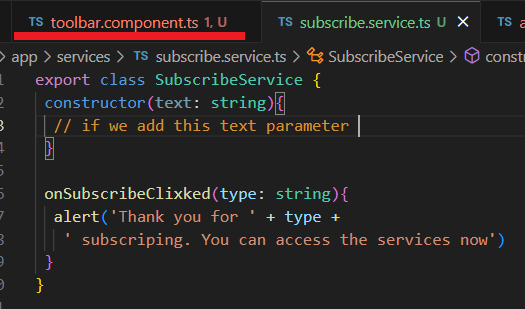 TS toolbar.component.ts 1, U
TS subscribe.service.ts U ×
app > services > TS subscribe.service.ts > SubscribeService > constr
export class SubscribeService {
constructor(text: string){
// if we add this text parameter
}
onSubscribeClixked(type: string){
alert('Thank you for ' + type +
' subscriping. You can access the services now')
}
}